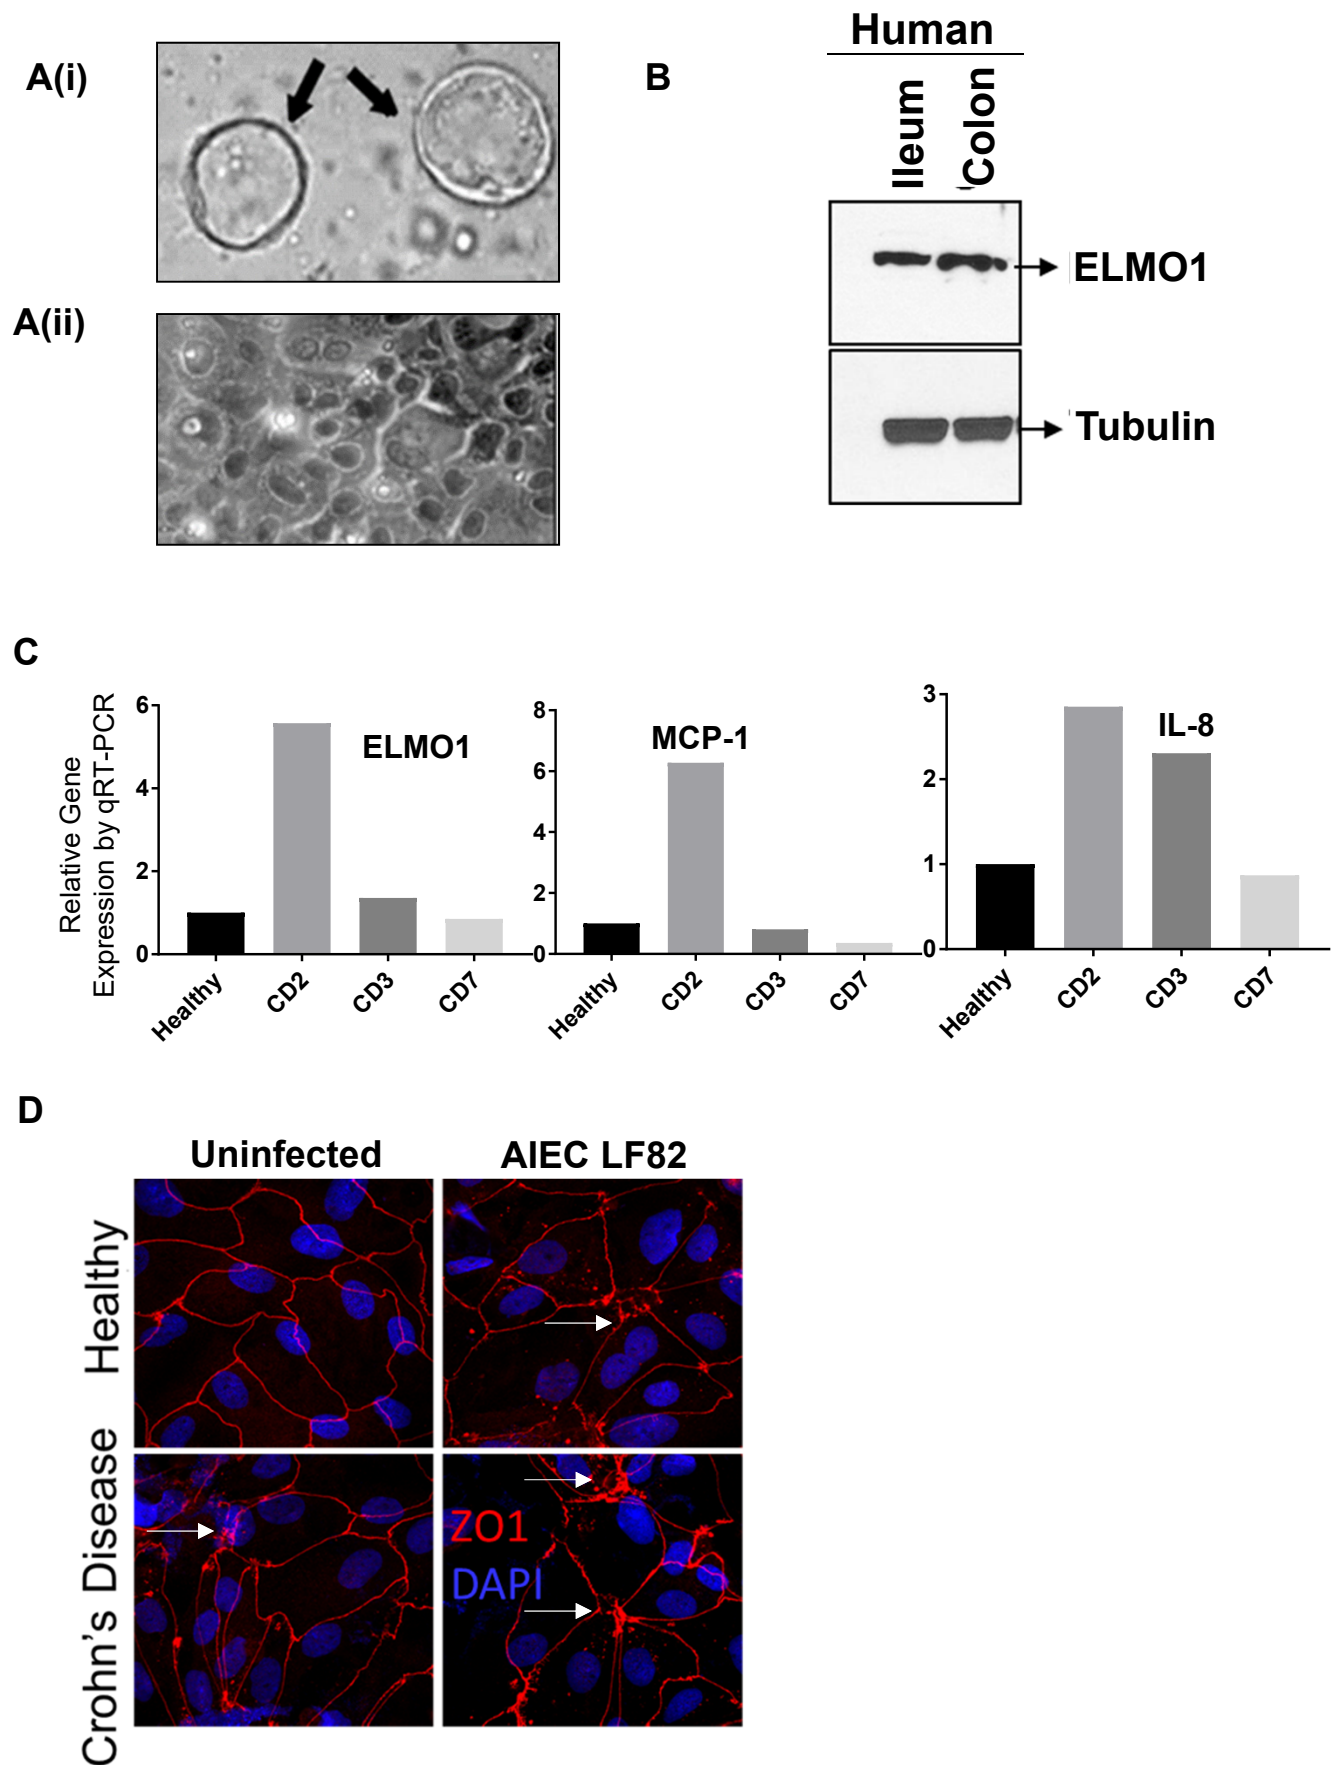 A(i)
A(ii)
B
Human
Ileum
Colon
ELMO1
Tubulin
C
Relative Gene
Expression by qRT-PCR
6
4
2
0
ELMO1
Healthy
CD2
CD3
CD7
8
6
4
2
0
MCP-1
Healthy
CD2
CD3
CD7
3
2
1
0
IL-8
Healthy
CD2
CD3
CD7
D
Uninfected
AIEC LF82
Healthy
Crohn's Disease
ZO1
DAPI